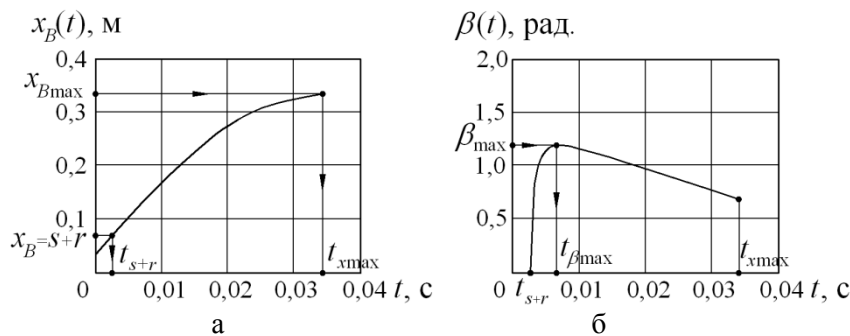 x_B(t), м
0,4
x_Bmax
0,3
0,2
0,1
x_B=s+r
t_s+r
t_xmax
0 0,01 0,02 0,03 0,04 t, с
а
β(t), рад.
2,0
1,5
β_max
1,0
0,5
t_βmax
t_xmax
0 t_s+r 0,01 0,02 0,03 0,04 t, с
б